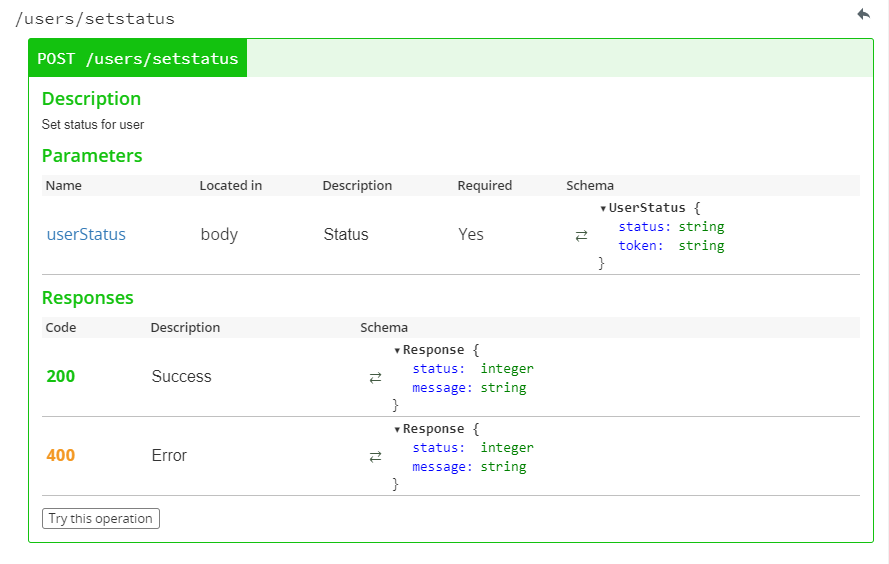 /users/setstatus
POST /users/setstatus
Description
Set status for user
Parameters
Name Located in Description Required Schema
userStatus body Status Yes ⇄ ▾UserStatus {
status: string
token: string
}
Responses
Code Description Schema
200 Success ⇄ ▾Response {
status: integer
message: string
}
400 Error ⇄ ▾Response {
status: integer
message: string
}
Try this operation